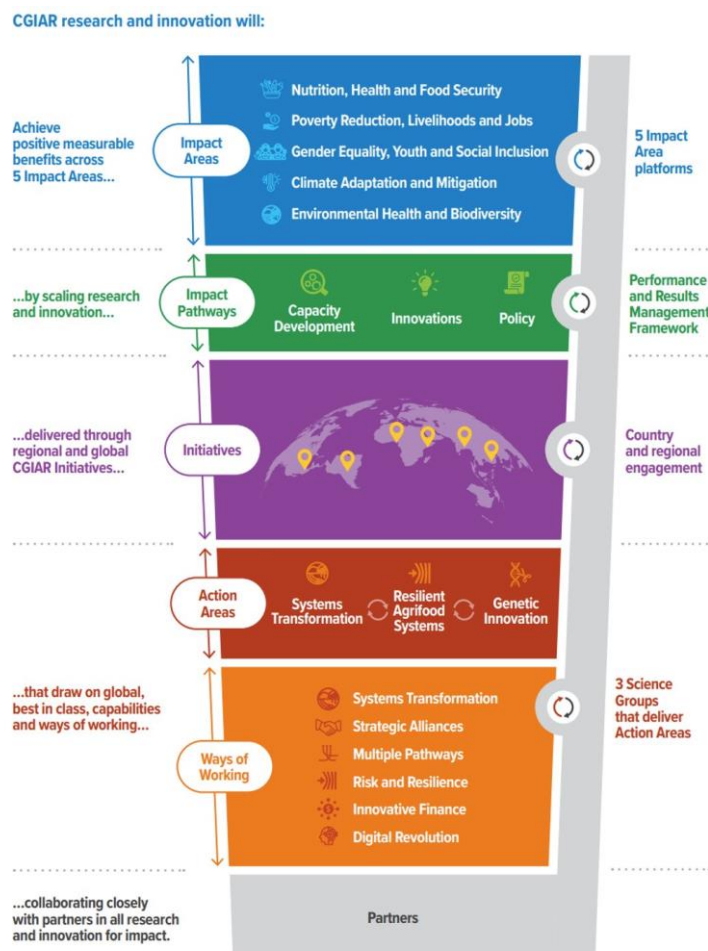 CGIAR research and innovation will:
Achieve
positive measurable
benefits across
5 Impact Areas...
Impact
Areas
Nutrition, Health and Food Security
Poverty Reduction, Livelihoods and Jobs
Gender Equality, Youth and Social Inclusion
Climate Adaptation and Mitigation
Environmental Health and Biodiversity
5 Impact
Area
platforms
...by scaling research
and innovation...
Impact
Pathways
Capacity
Development
Innovations
Policy
Performance
and Results
Management
Framework
...delivered through
regional and global
CGIAR Initiatives...
Initiatives
Country
and regional
engagement
Action
Areas
Systems
Transformation
Resilient
Agrifood
Systems
Genetic
Innovation
...that draw on global,
best in class, capabilities
and ways of working...
Ways of
Working
Systems Transformation
Strategic Alliances
Multiple Pathways
Risk and Resilience
Innovative Finance
Digital Revolution
3 Science
Groups
that deliver
Action Areas
...collaborating closely
with partners in all research
and innovation for impact.
Partners